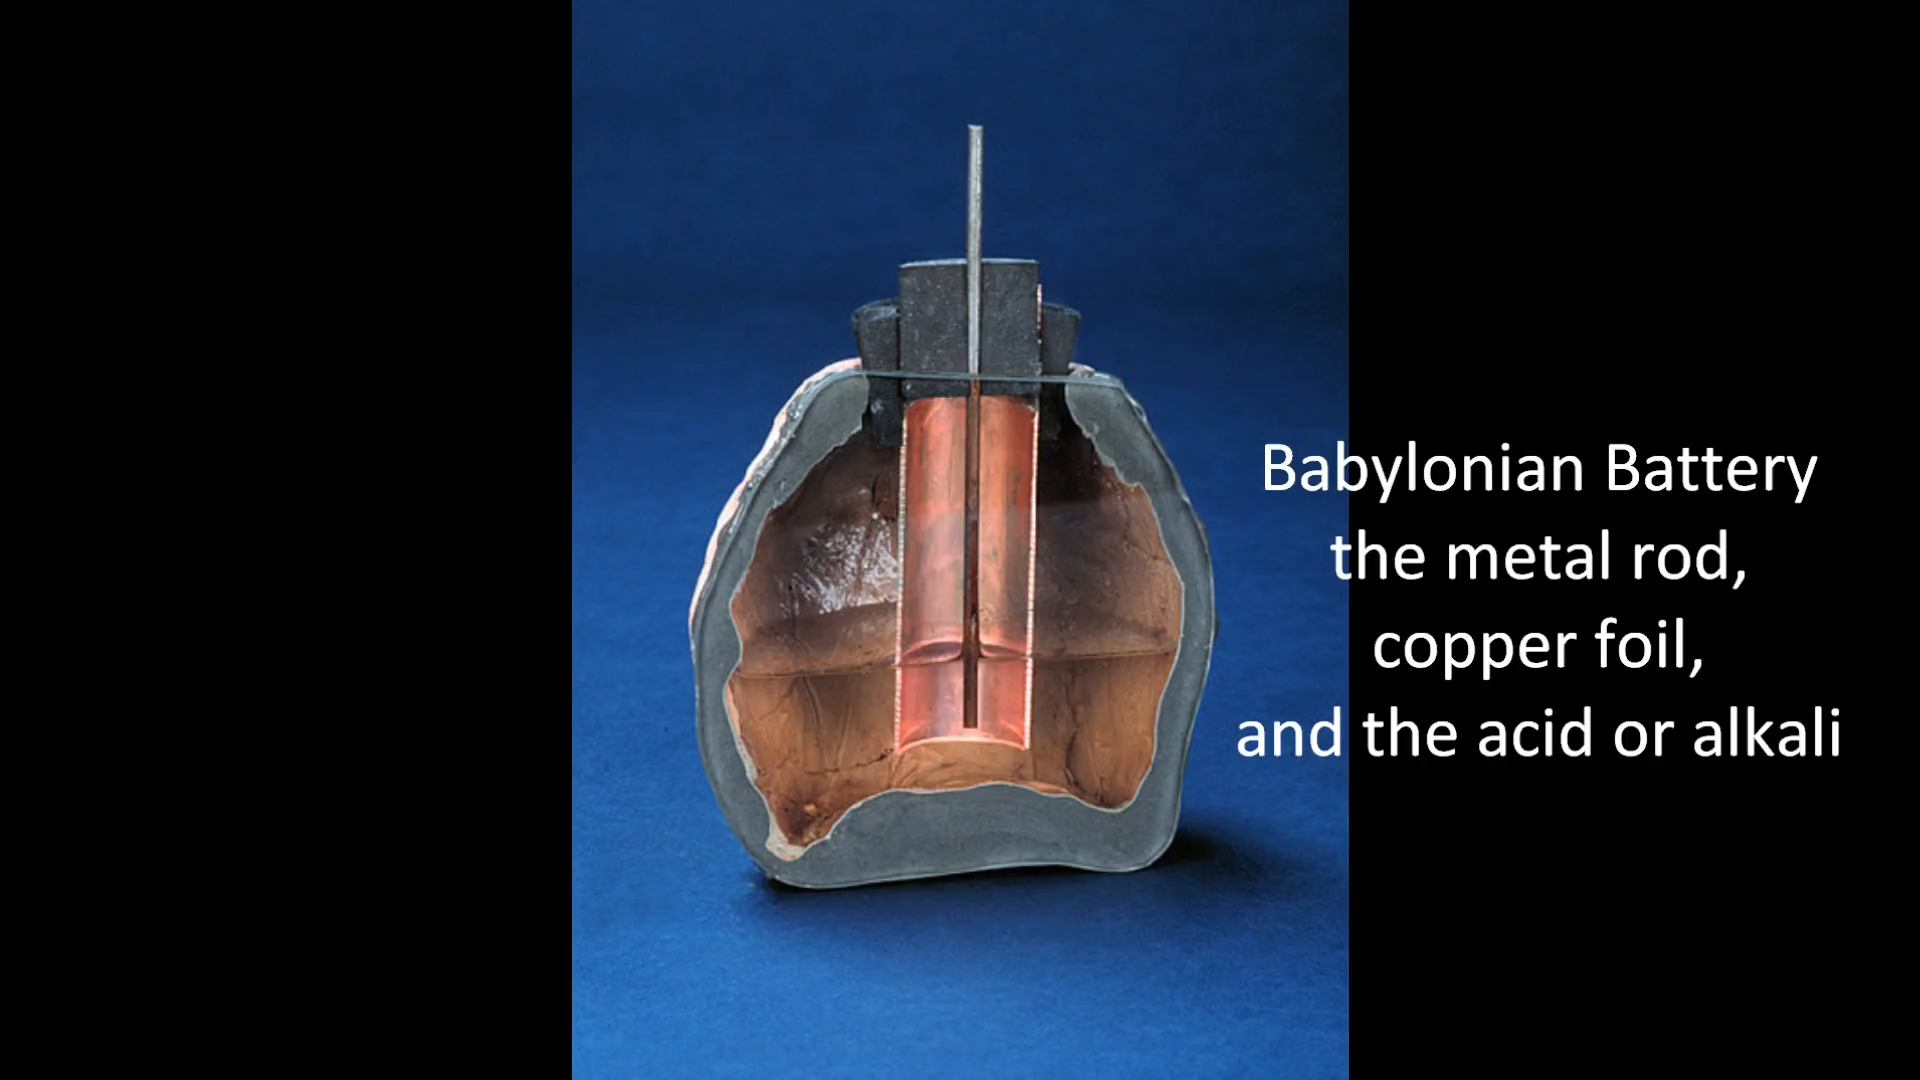 Babylonian Battery
the metal rod,
copper foil,
and the acid or alkali